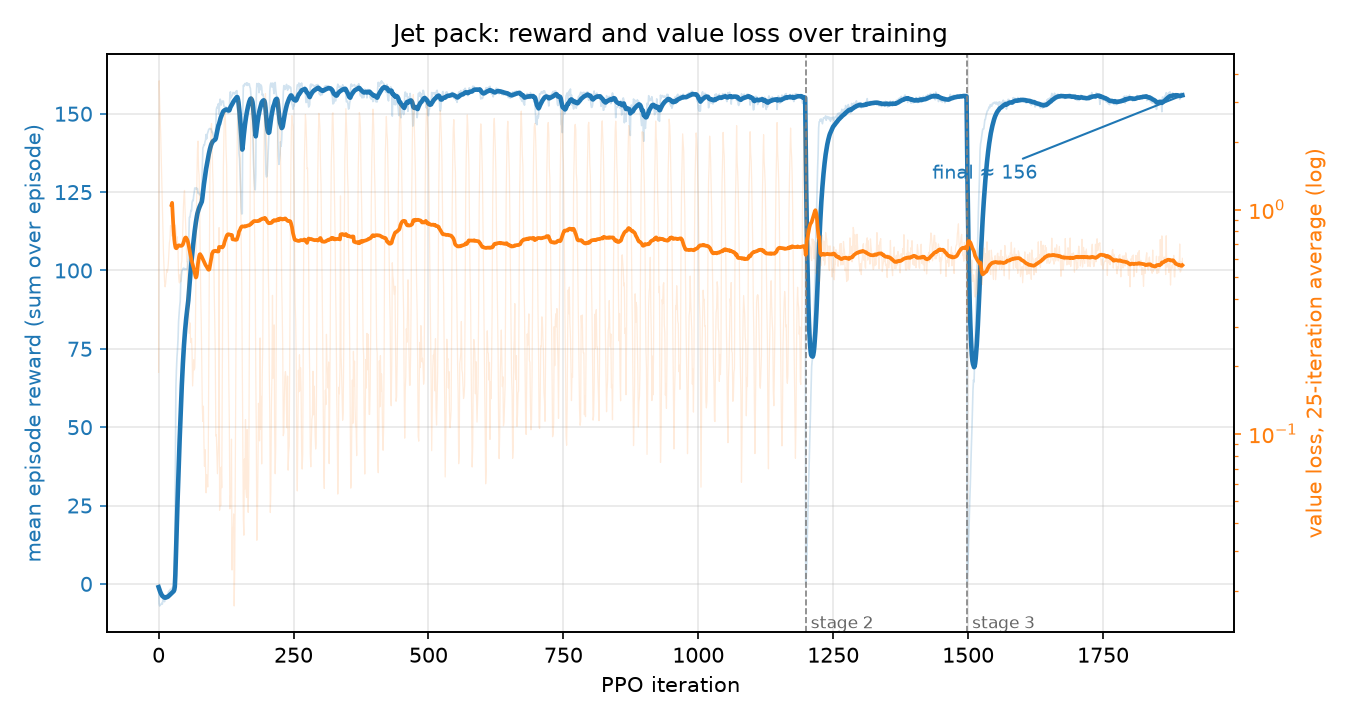 Jet pack: reward and value loss over training
mean episode reward (sum over episode)
150
125
100
75
50
25
0
final ≈ 156
stage 2
stage 3
10⁰
10⁻¹
value loss, 25-iteration average (log)
0
250
500
750
1000
1250
1500
1750
PPO iteration